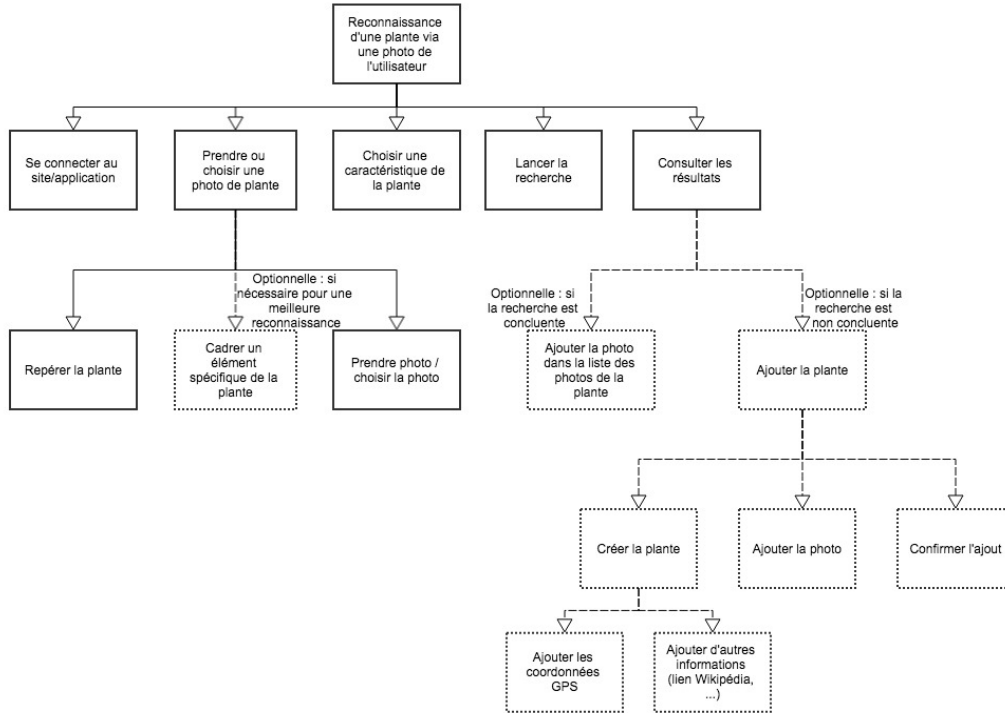 Reconnaissance
d'une plante via
une photo de
l'utilisateur
Se connecter au
site/application
Prendre ou
choisir une
photo de plante
Choisir une
caractéristique de
la plante
Lancer la
recherche
Consulter les
résultats
Optionnelle : si
nécessaire pour une
meilleure
reconnaissance
Optionnelle : si
la recherche est
concluente
Optionnelle : si la
recherche est
non concluente
Repérer la plante
Cadrer un
élément
spécifique de la
plante
Prendre photo /
choisir la photo
Ajouter la photo
dans la liste des
photos de la
plante
Ajouter la plante
Créer la plante
Ajouter la photo
Confirmer l'ajout
Ajouter les
coordonnées
GPS
Ajouter d'autres
informations
(lien Wikipédia,
...)